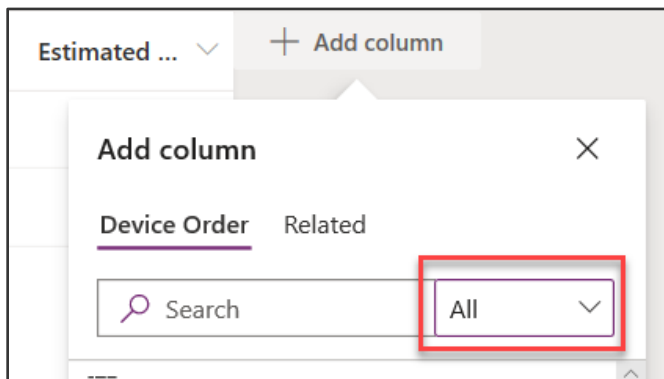 Estimated ...
Add column
Add column
Device Order Related
Search
All